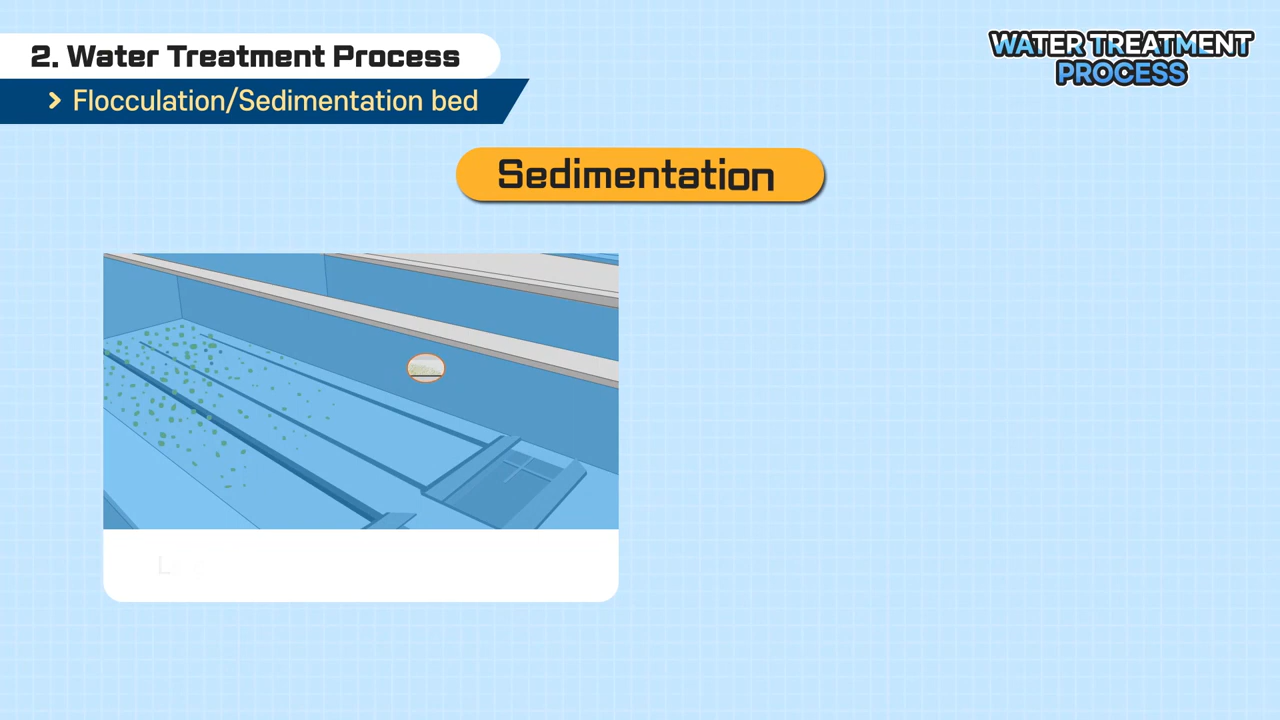 2. Water Treatment Process
WATER TREATMENT
PROCESS
> Flocculation/Sedimentation bed
Sedimentation